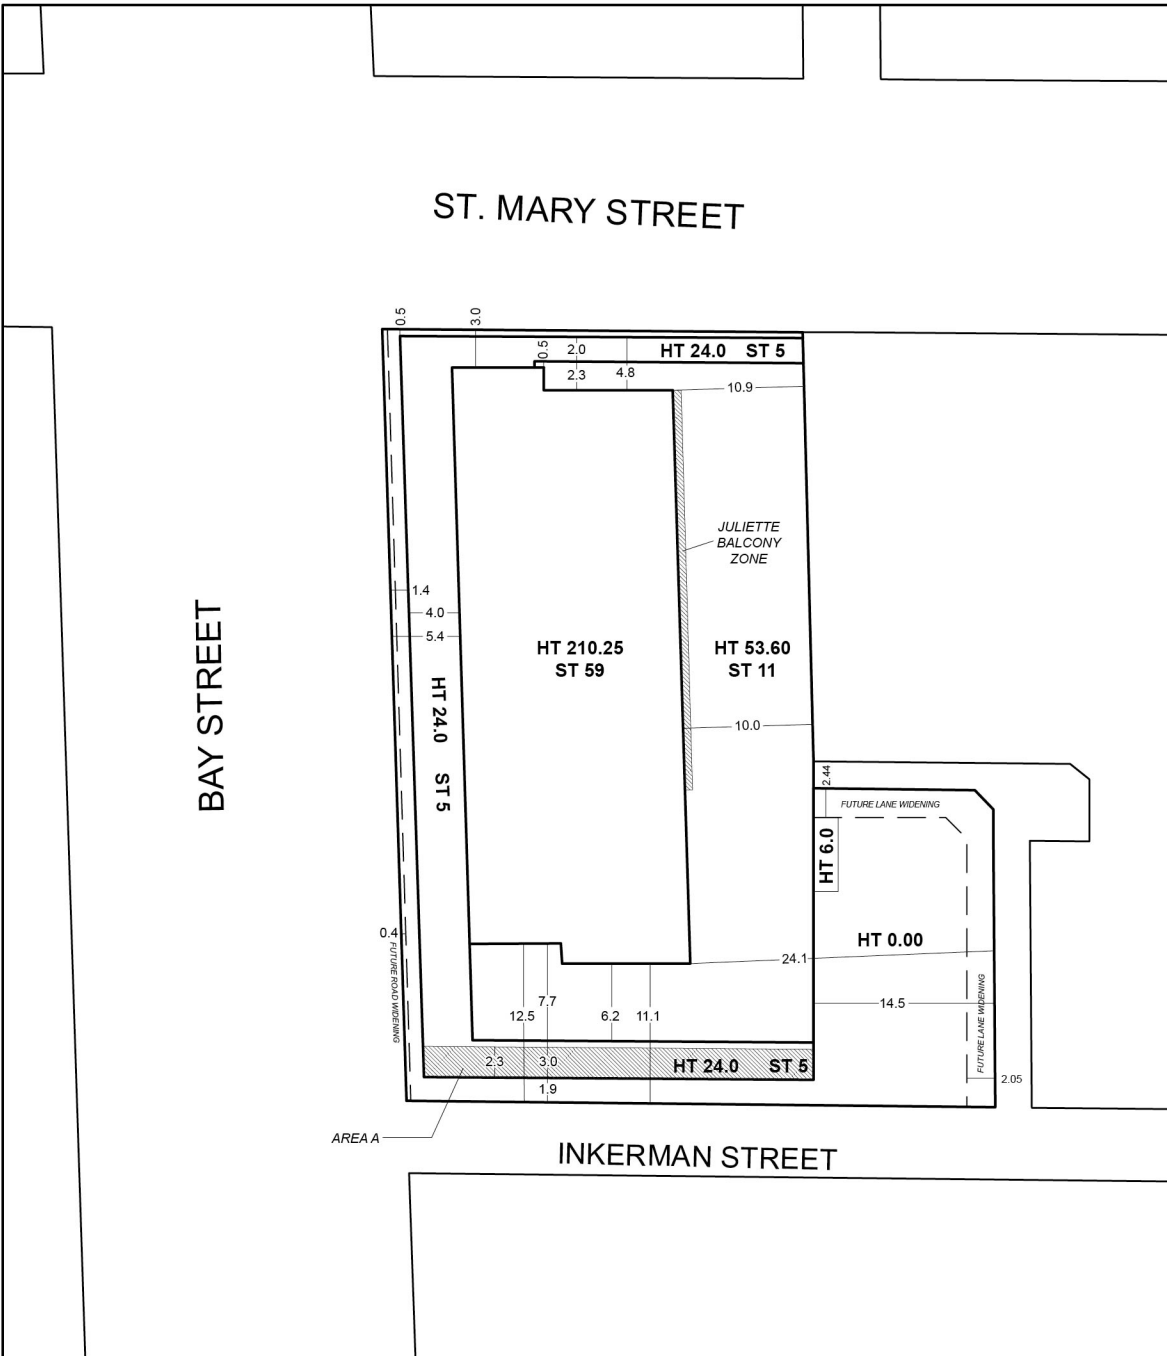 ST. MARY STREET
0.5
3.0
0.5
2.0
HT 24.0 ST 5
2.3
4.8
10.9
JULIETTE
BALCONY
ZONE
1.4
4.0
5.4
BAY STREET
HT 210.25
ST 59
HT 53.60
ST 11
HT 24.0 ST 5
10.0
2.44
FUTURE LANE WIDENING
HT 6.0
0.4
FUTURE ROAD WIDENING
HT 0.00
24.1
7.7
12.5
6.2
11.1
14.5
FUTURE LANE WIDENING
2.3
3.0
HT 24.0 ST 5
2.05
1.9
AREA A
INKERMAN STREET